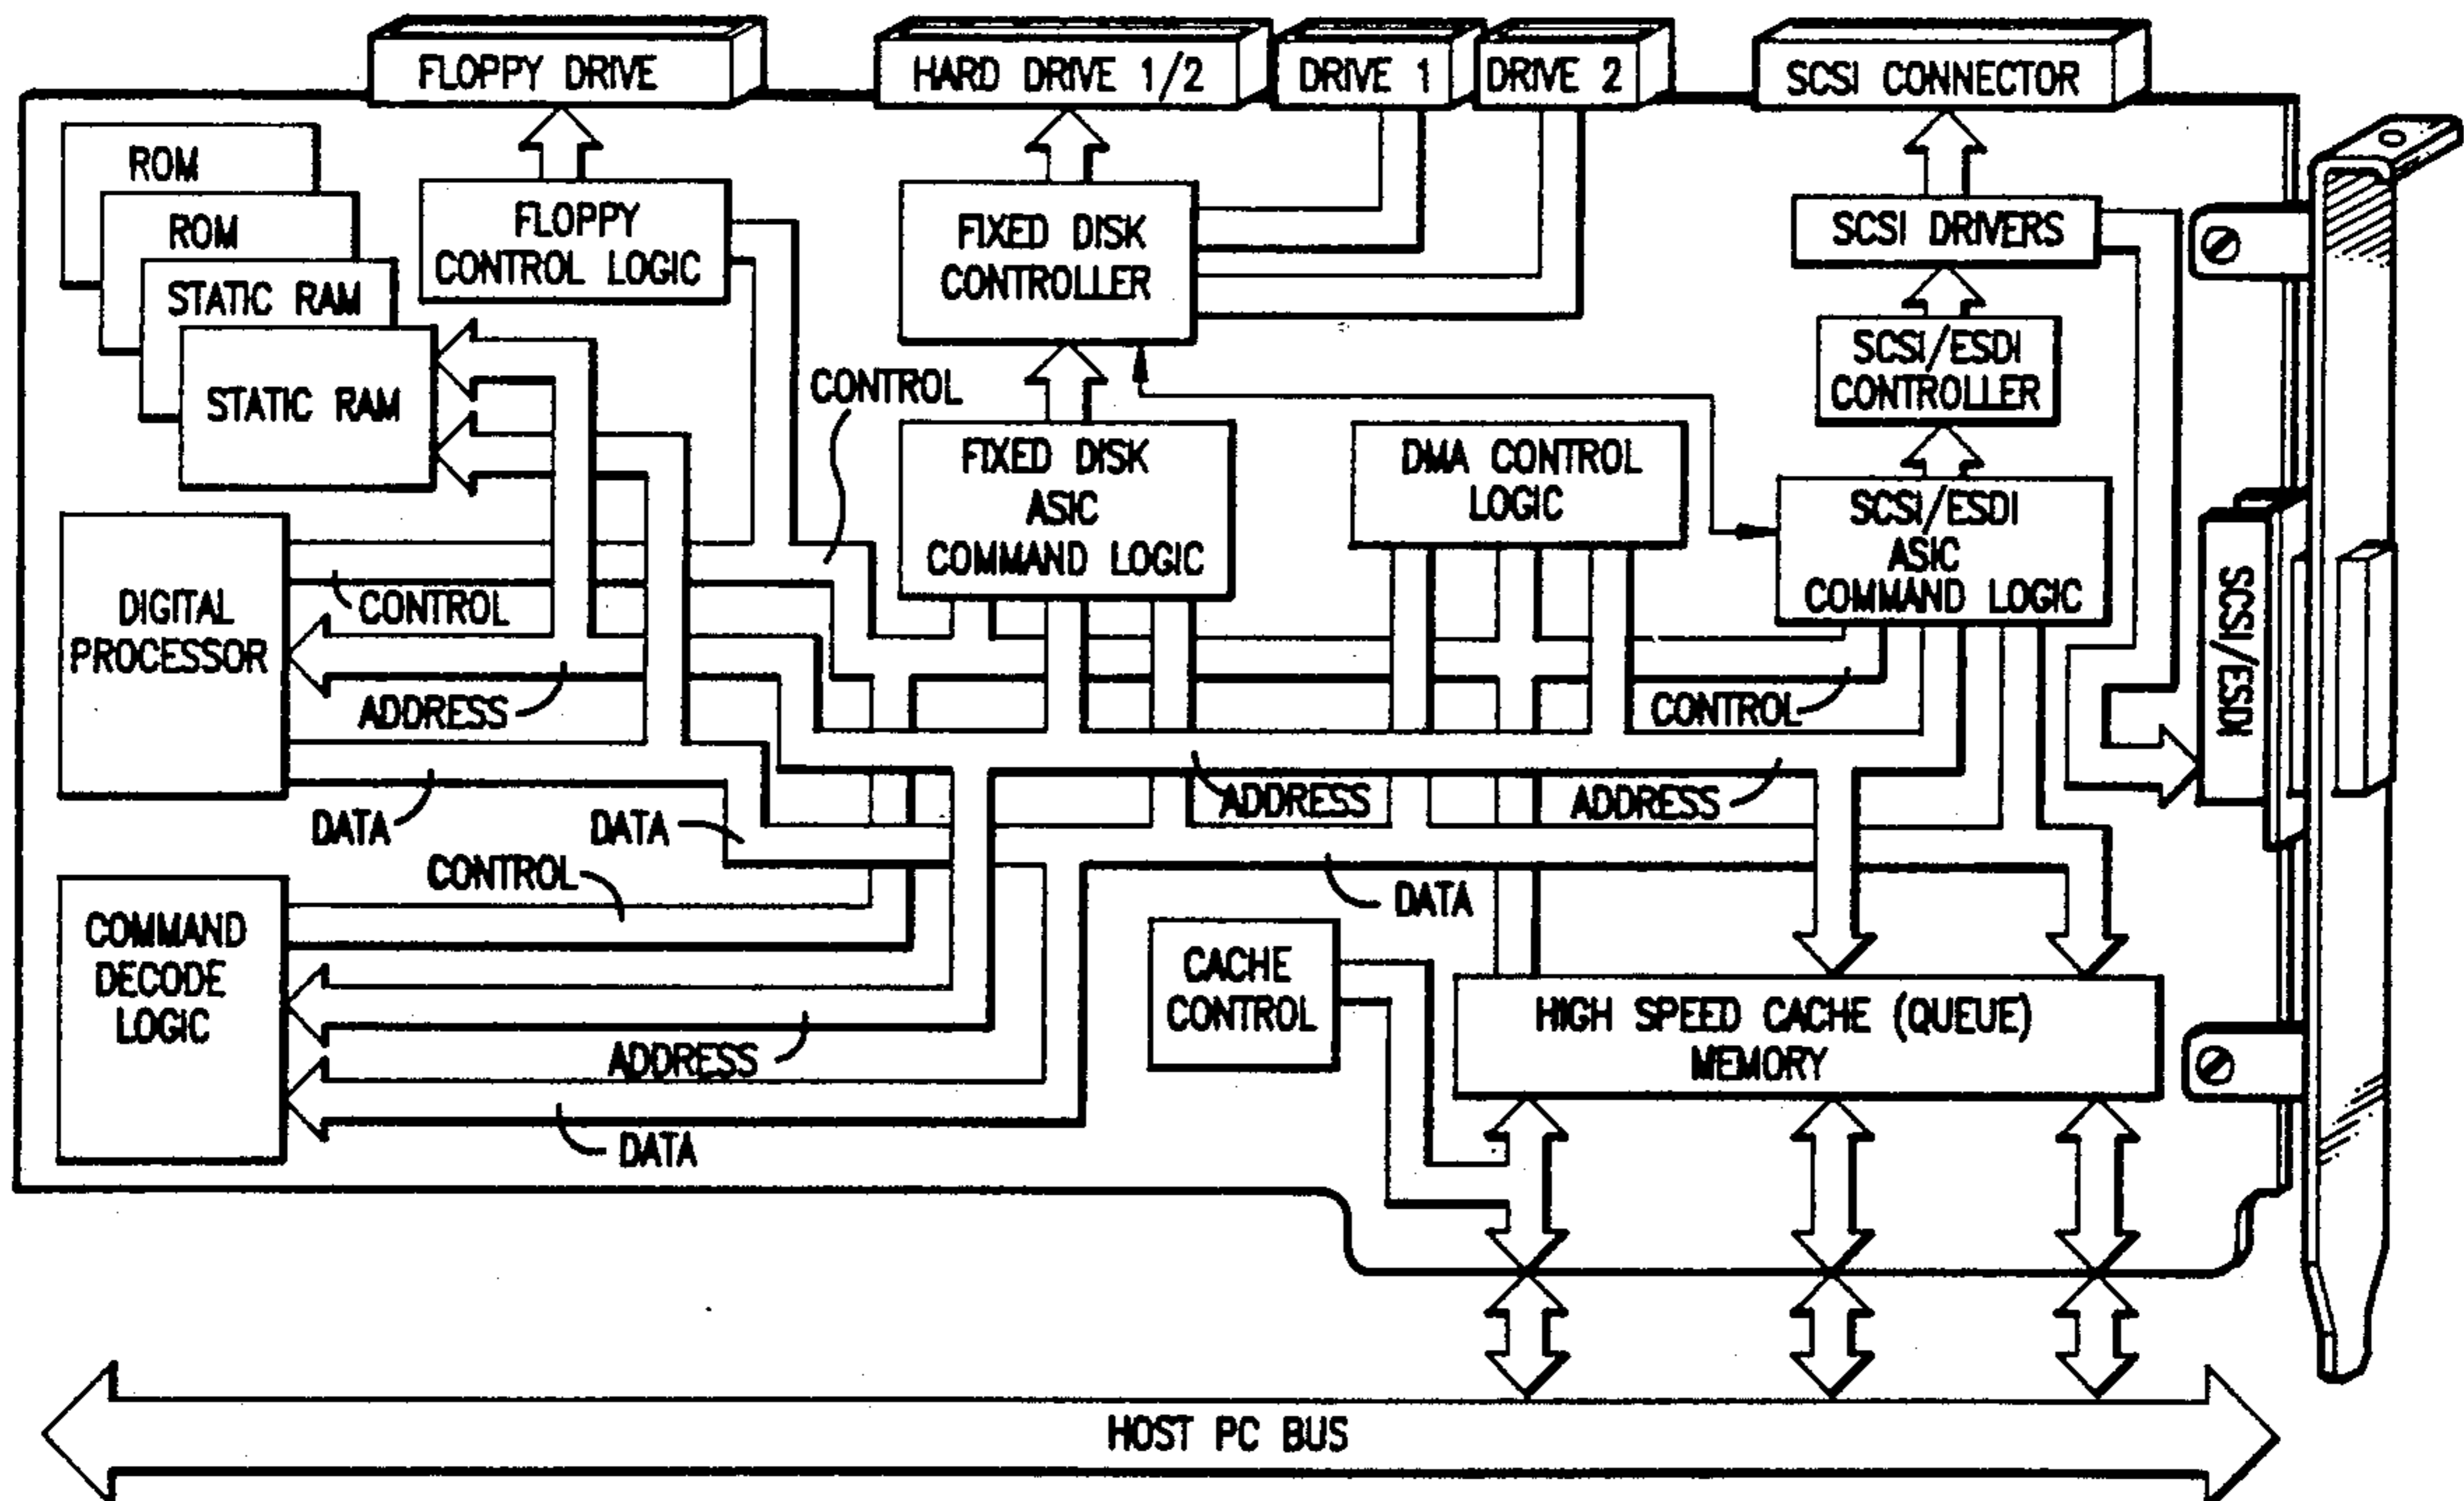 FLOPPY DRIVE
HARD DRIVE 1/2
DRIVE 1
DRIVE 2
SCSI CONNECTOR
ROM
ROM
STATIC RAM
STATIC RAM
FLOPPY
CONTROL LOGIC
FIXED DISK
CONTROLLER
SCSI DRIVERS
SCSI/ESDI
CONTROLLER
CONTROL
FIXED DISK
ASIC
COMMAND LOGIC
DMA CONTROL
LOGIC
SCSI/ESDI
ASIC
COMMAND LOGIC
SCSI/ESDI
DIGITAL
PROCESSOR
CONTROL
ADDRESS
CONTROL
DATA
DATA
ADDRESS
ADDRESS
CONTROL
DATA
COMMAND
DECODE
LOGIC
CACHE
CONTROL
HIGH SPEED CACHE (QUEUE)
MEMORY
ADDRESS
DATA
HOST PC BUS